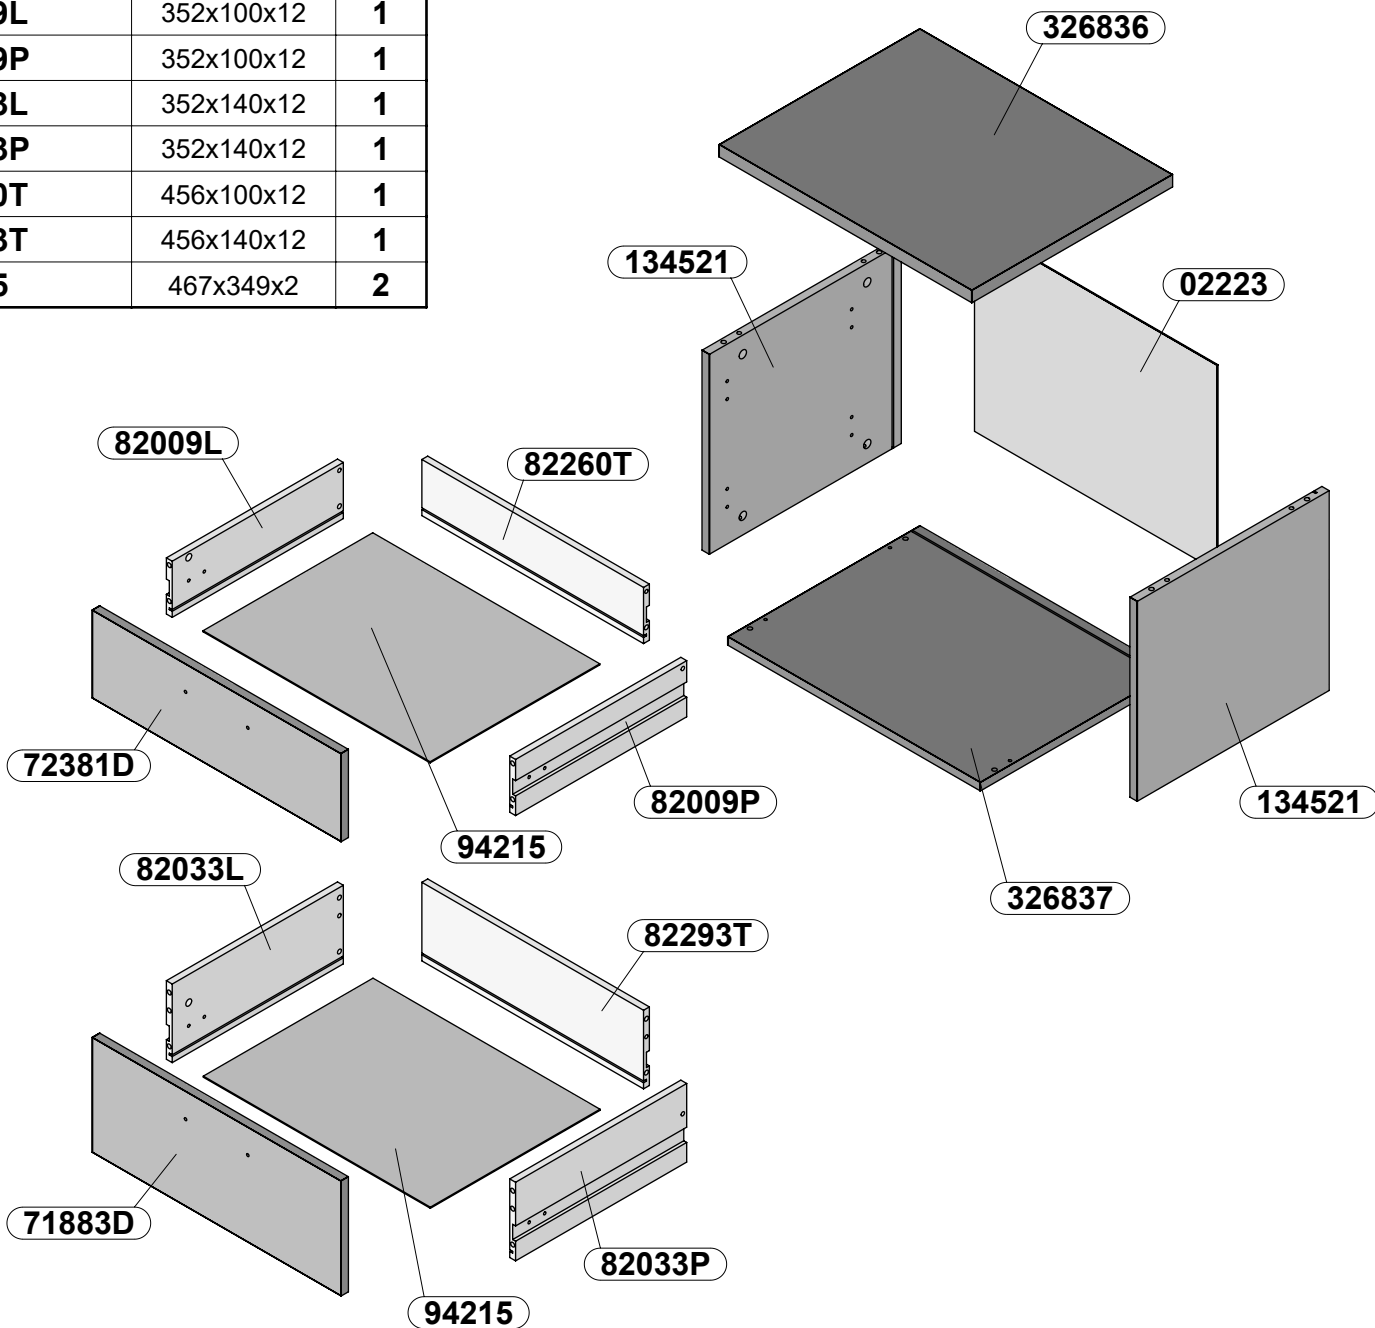 9L 352x100x12 1
9P 352x100x12 1
3L 352x140x12 1
3P 352x140x12 1
0T 456x100x12 1
3T 456x140x12 1
5 467x349x2 2
326836
134521
02223
82009L
82260T
72381D
82009P
134521
94215
82033L
326837
82293T
71883D
82033P
94215